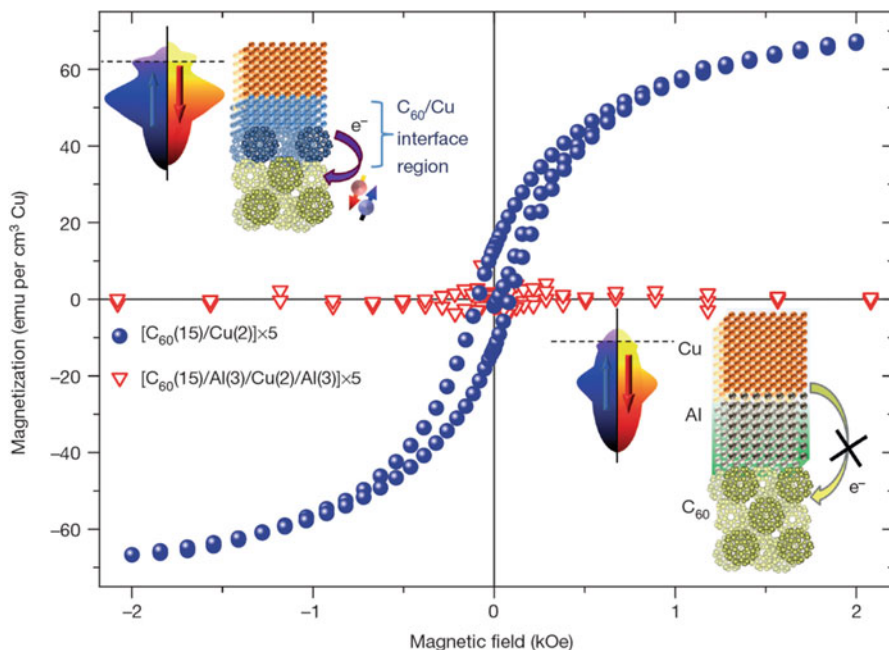 Magnetization (emu per cm³ Cu)
60
40
20
0
−20
−40
−60
−2
−1
0
1
2
Magnetic field (kOe)
C₆₀/Cu
interface
region
e⁻
[C₆₀(15)/Cu(2)]×5
[C₆₀(15)/Al(3)/Cu(2)/Al(3)]×5
Cu
Al
C₆₀
e⁻